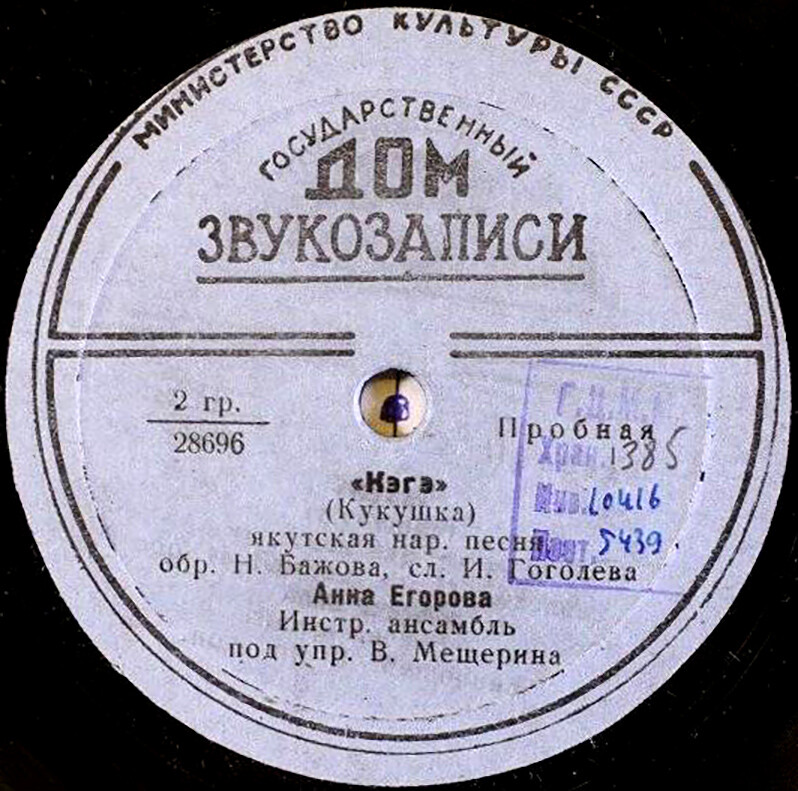 МИНИСТЕРСТВО КУЛЬТУРЫ СССР
ГОСУДАРСТВЕННЫЙ
ДОМ
ЗВУКОЗАПИСИ
2 гр.
28696
Пробная
Хран. 1385
Инв. 10416
5439
«Кэгэ»
(Кукушка)
якутская нар. песня
обр. Н. Бажова, сл. И. Гоголева
Анна Егорова
Инстр. ансамбль
под упр. В. Мещерина